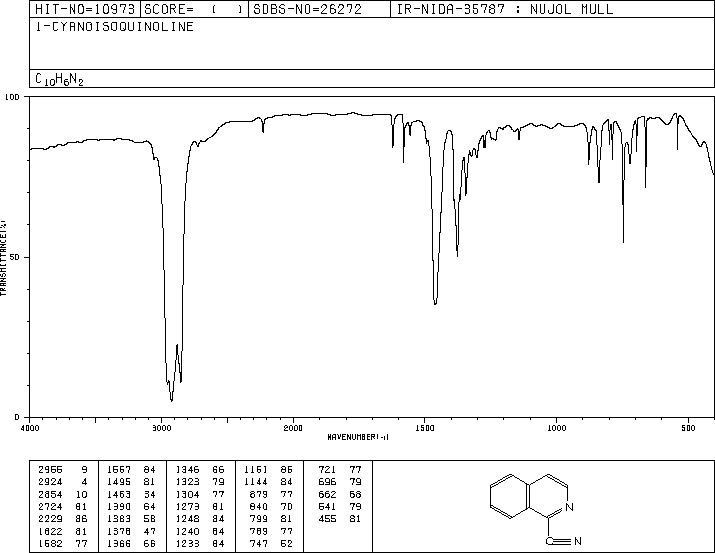 HIT-NO=10973 SCORE= ( ) SDBS-NO=26272 IR-NIDA-35787 : NUJOL MULL
1-CYANOISOQUINOLINE
C10H6N2
100
50
0
TRANSMITTANCE(%)
4000 3000 2000 1500 1000 500
WAVENUMBER(-1)
2955 9 1557 84 1346 66 1151 86 721 77
2924 4 1495 81 1323 79 1144 84 696 79
2854 10 1463 34 1304 77 879 77 662 68
2724 81 1390 64 1273 81 840 70 541 79
2229 86 1383 58 1248 84 799 81 455 81
1622 81 1378 47 1240 84 789 77
1582 77 1366 66 1233 84 747 52
N
C≡N